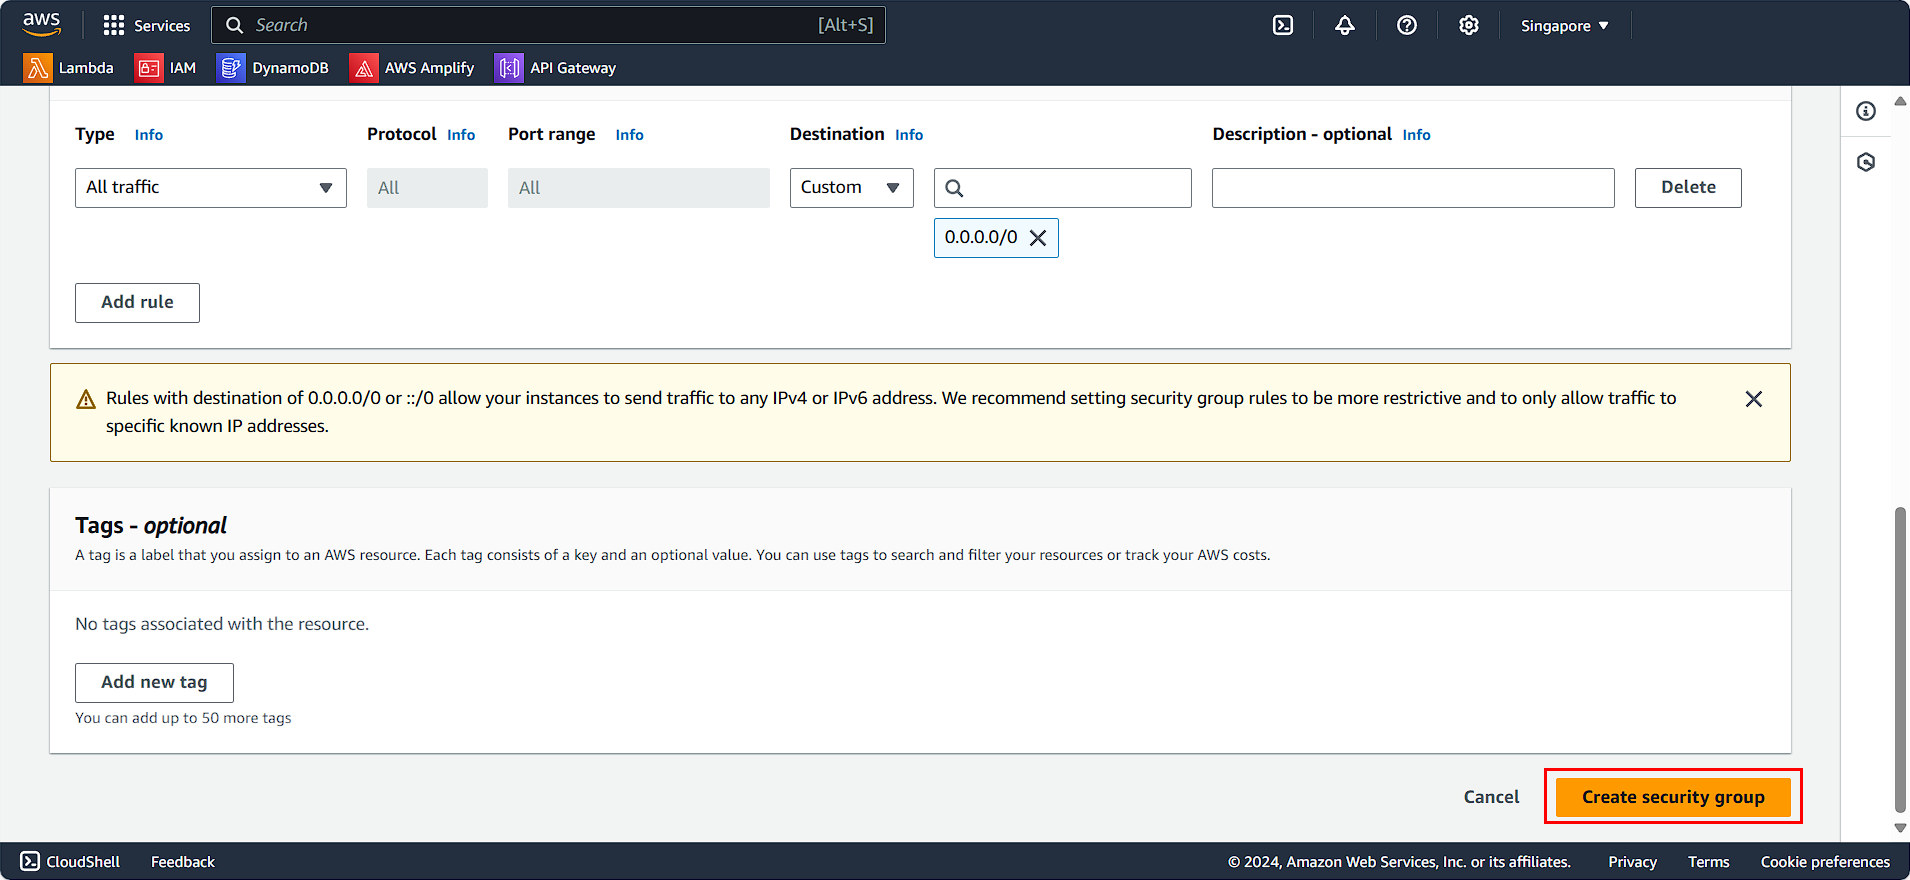 aws Services Search [Alt+S] Singapore
Lambda IAM DynamoDB AWS Amplify API Gateway
Type Info Protocol Info Port range Info Destination Info Description - optional Info
All traffic All All Custom Delete
0.0.0.0/0
Add rule
Rules with destination of 0.0.0.0/0 or ::/0 allow your instances to send traffic to any IPv4 or IPv6 address. We recommend setting security group rules to be more restrictive and to only allow traffic to
specific known IP addresses.
Tags - optional
A tag is a label that you assign to an AWS resource. Each tag consists of a key and an optional value. You can use tags to search and filter your resources or track your AWS costs.
No tags associated with the resource.
Add new tag
You can add up to 50 more tags
Cancel Create security group
CloudShell Feedback © 2024, Amazon Web Services, Inc. or its affiliates. Privacy Terms Cookie preferences